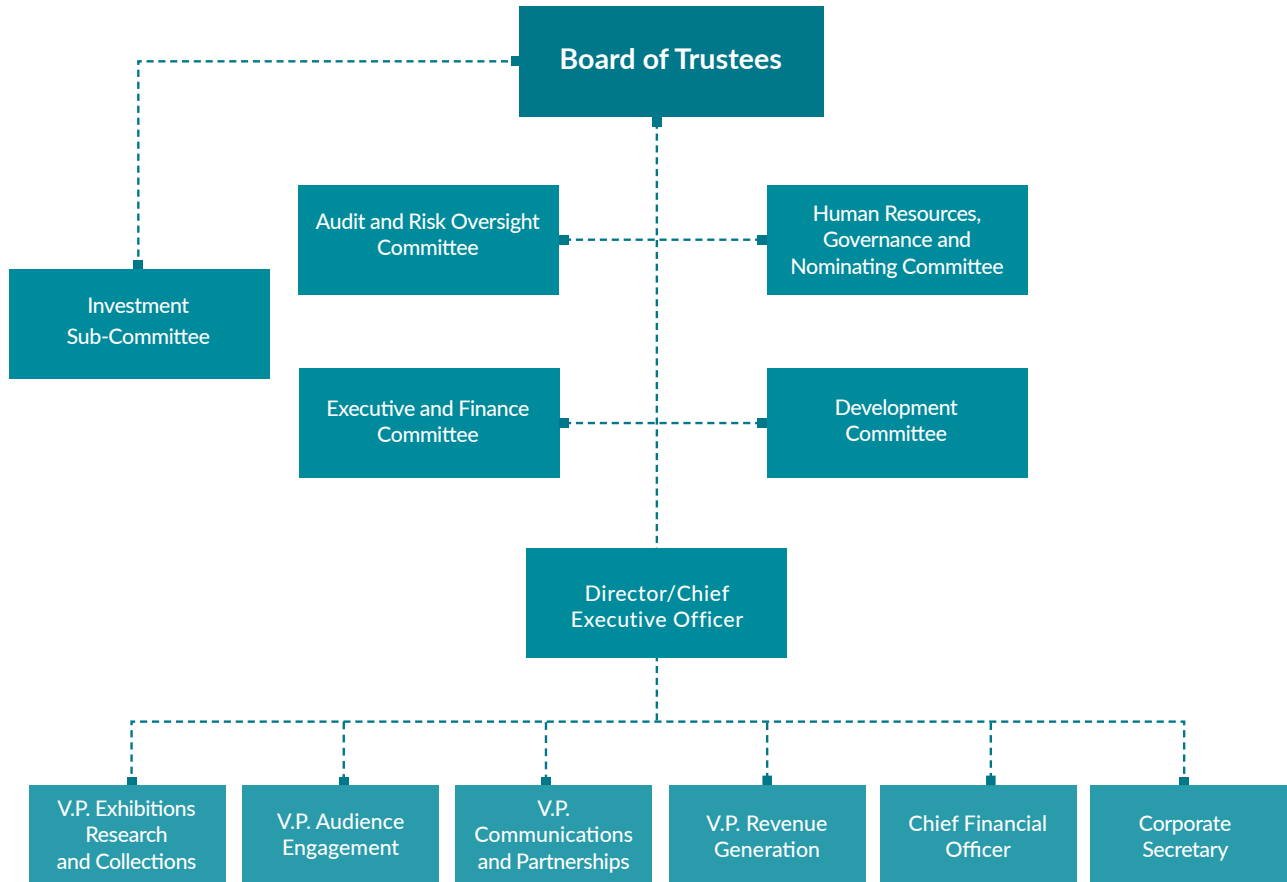 Board of Trustees
Audit and Risk Oversight
Committee
Human Resources,
Governance and
Nominating Committee
Investment
Sub-Committee
Executive and Finance
Committee
Development
Committee
Director/Chief
Executive Officer
V.P. Exhibitions
Research
and Collections
V.P. Audience
Engagement
V.P.
Communications
and Partnerships
V.P. Revenue
Generation
Chief Financial
Officer
Corporate
Secretary